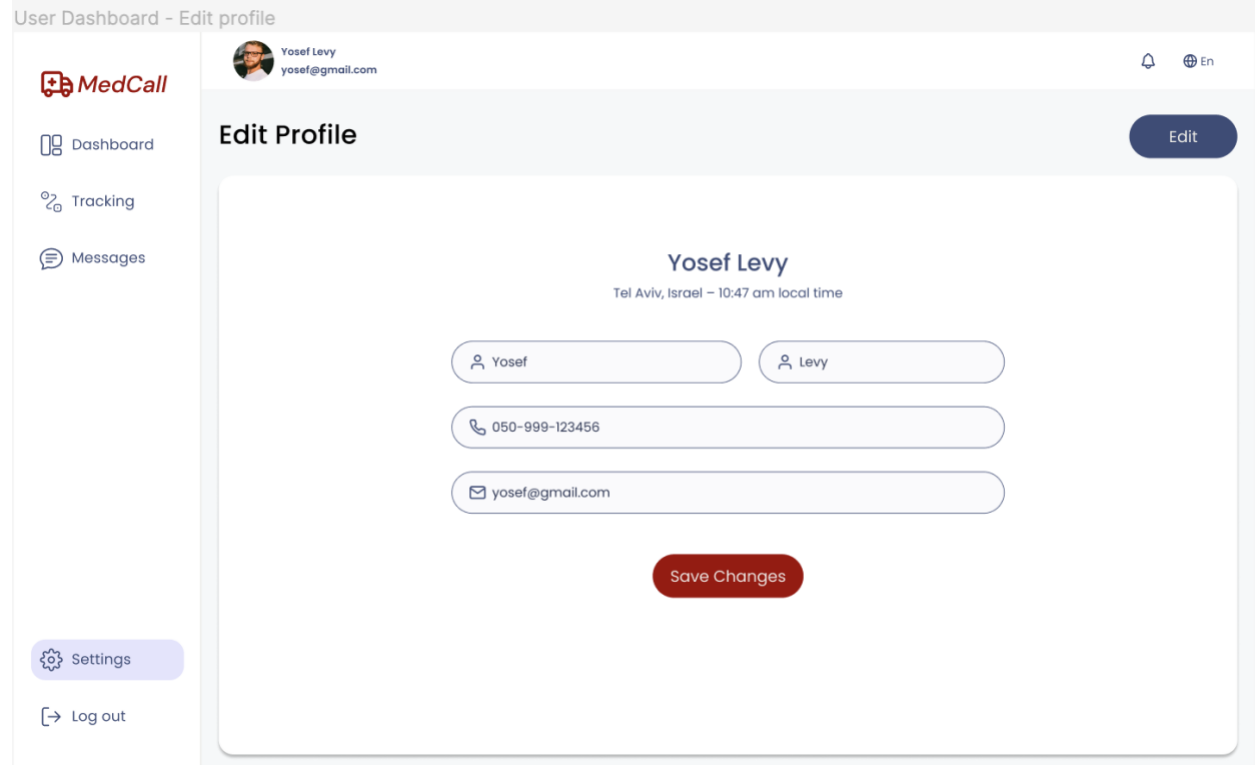 User Dashboard - Edit profile
MedCall
Yosef Levy
yosef@gmail.com
En
Dashboard
Tracking
Messages
Settings
Log out
Edit Profile
Edit
Yosef Levy
Tel Aviv, Israel – 10:47 am local time
Yosef
Levy
050-999-123456
yosef@gmail.com
Save Changes